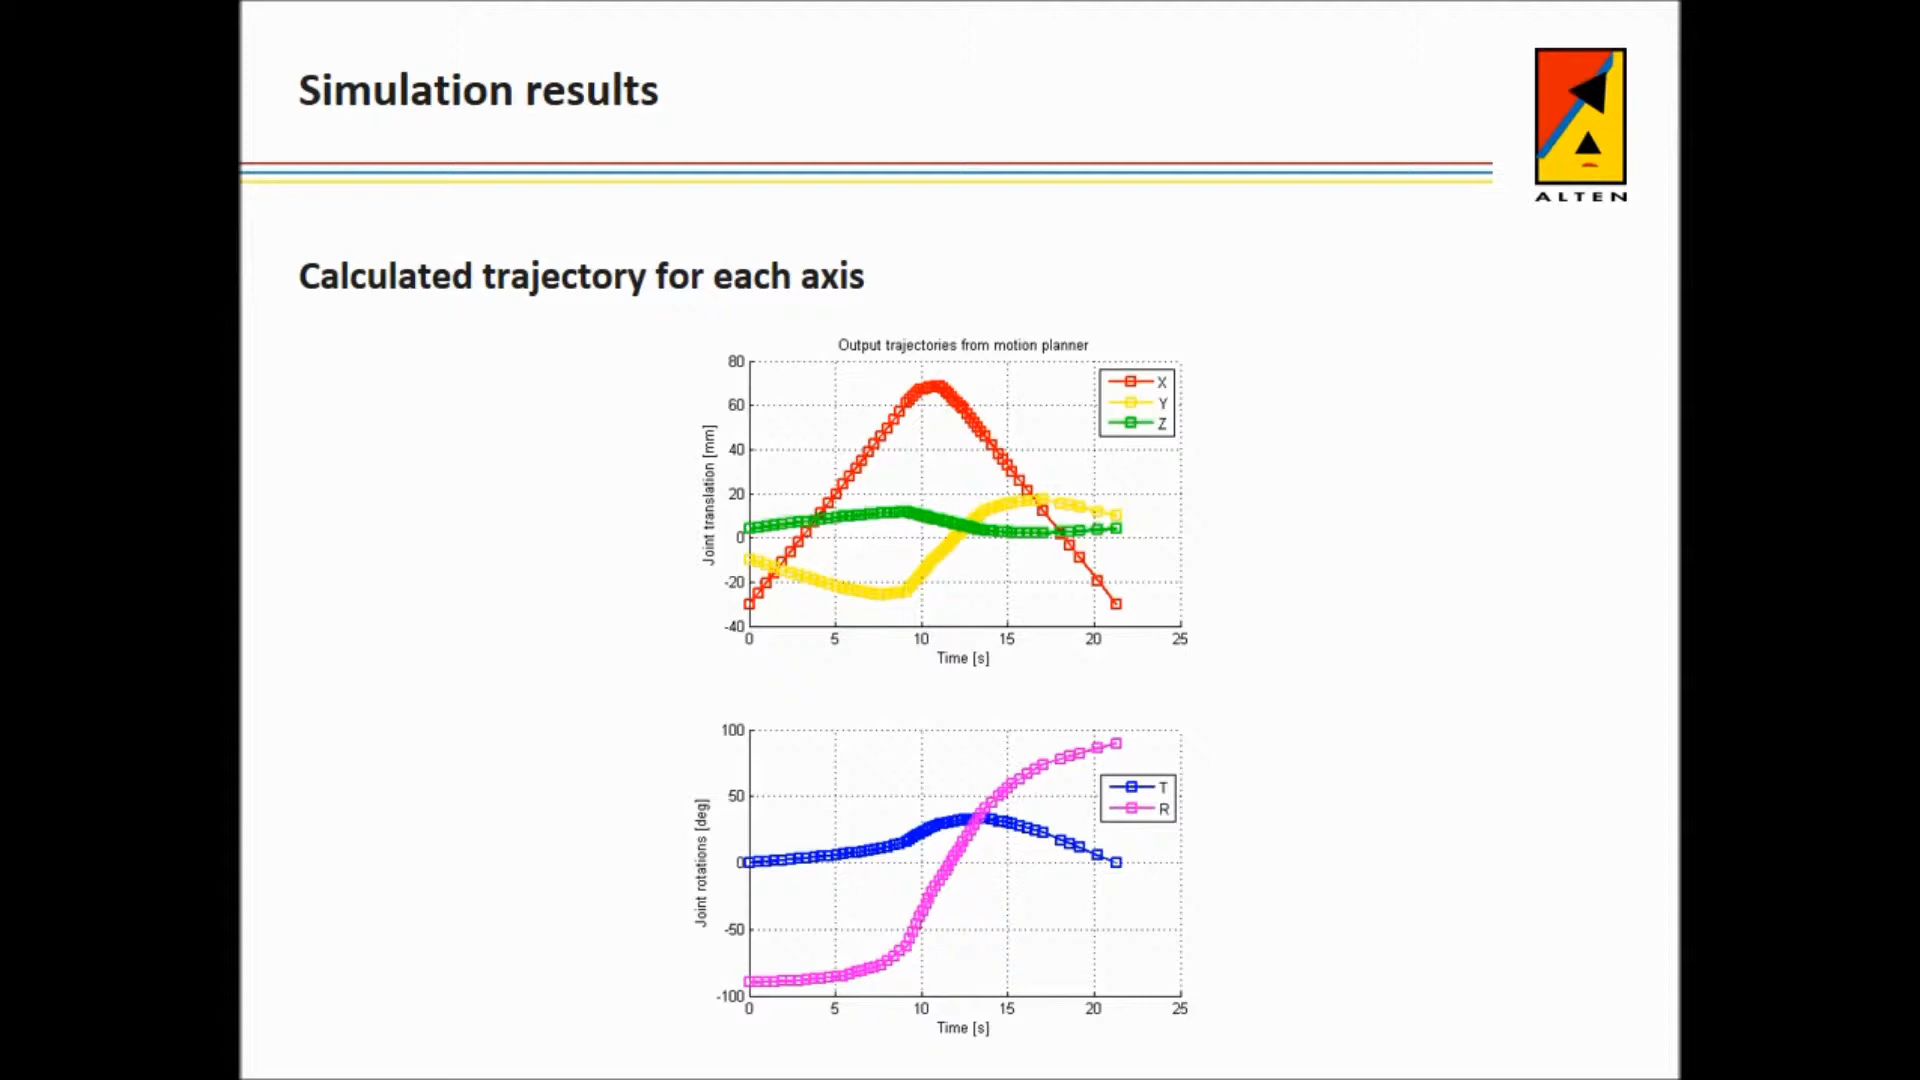 Simulation results
ALTEN
Calculated trajectory for each axis
Output trajectories from motion planner
80
60
40
20
0
-20
-40
Joint translation [mm]
X
Y
Z
0 5 10 15 20 25
Time [s]
100
50
0
-50
-100
Joint rotations [deg]
T
R
0 5 10 15 20 25
Time [s]